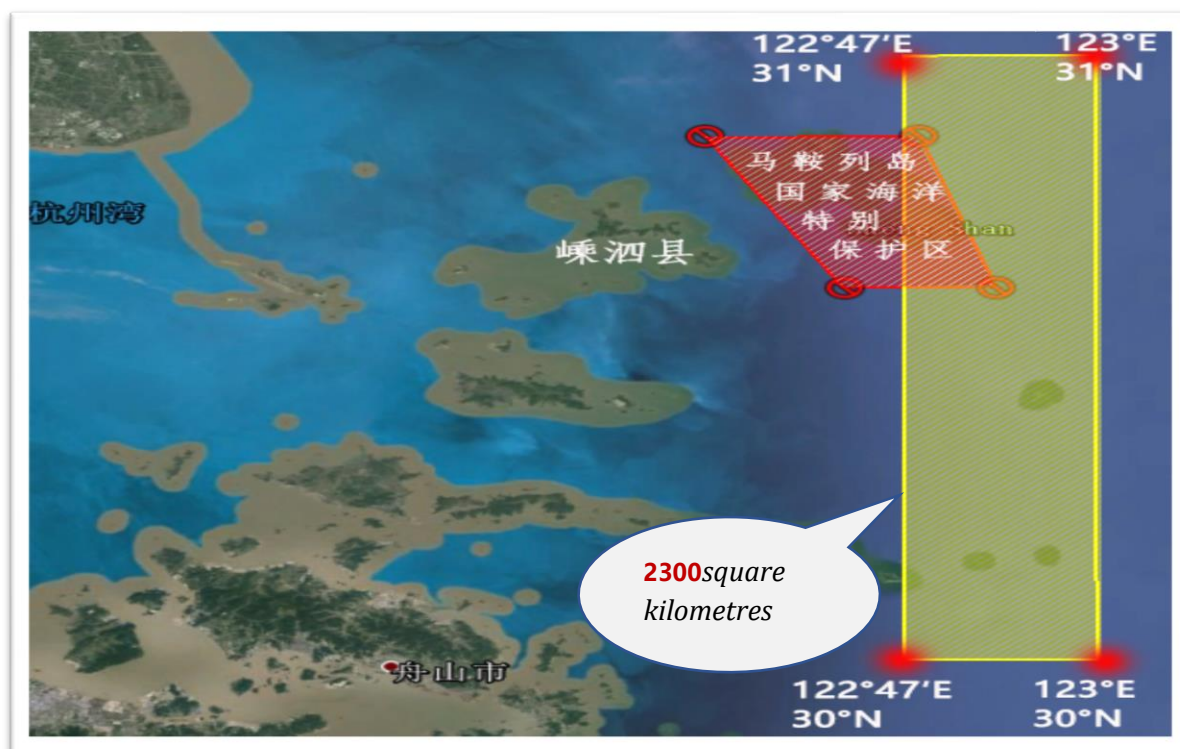 122°47′E
31°N
123°E
31°N
马鞍列岛
国家海洋
特别
保护区
杭州湾
嵊泗县
2300square
kilometres
舟山市
122°47′E
30°N
123°E
30°N